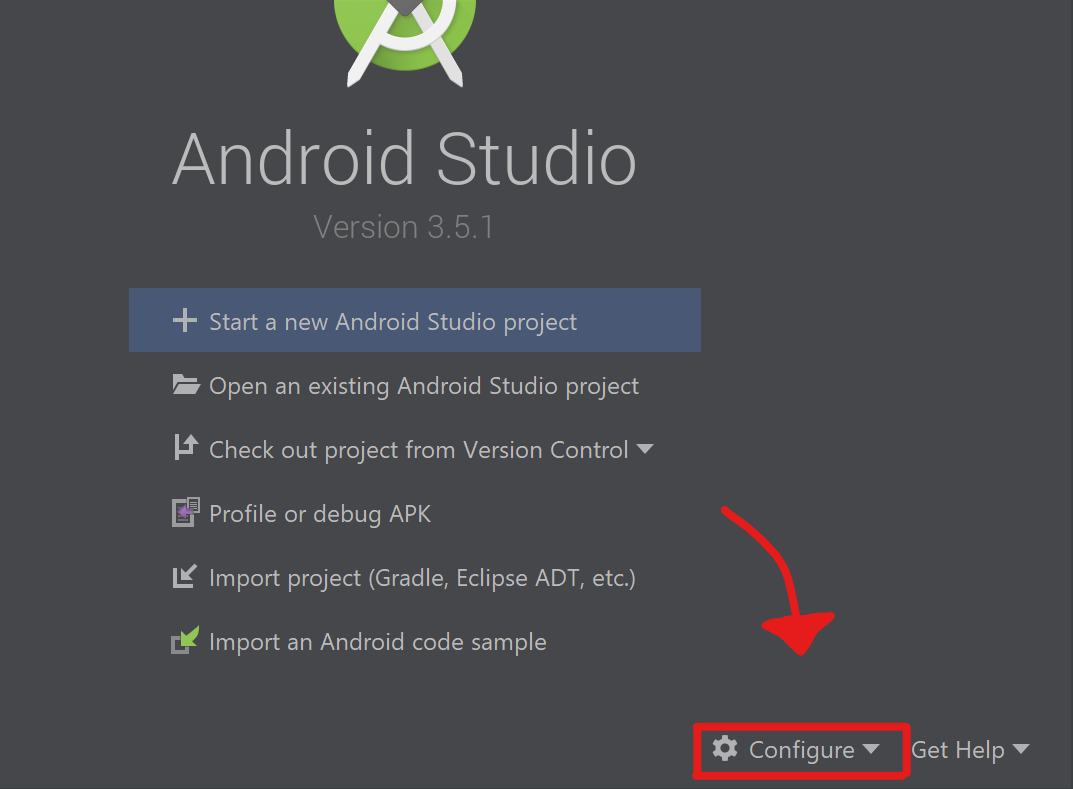 Android Studio
Version 3.5.1
Start a new Android Studio project
Open an existing Android Studio project
Check out project from Version Control
Profile or debug APK
Import project (Gradle, Eclipse ADT, etc.)
Import an Android code sample
Configure Get Help